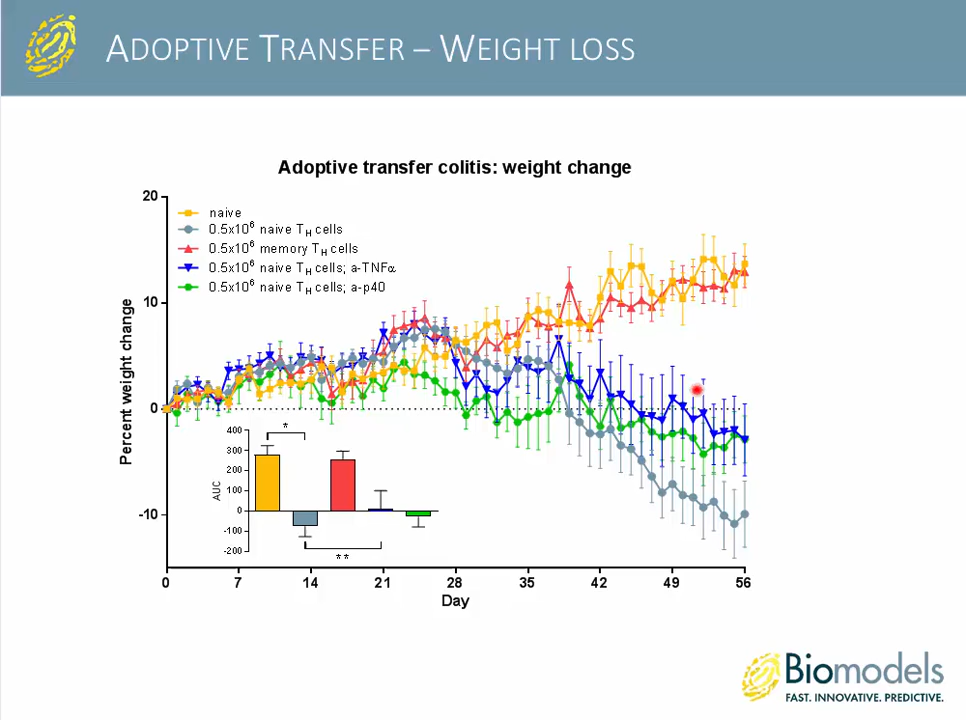 ADOPTIVE TRANSFER – WEIGHT LOSS
Adoptive transfer colitis: weight change
20
10
0
-10
Percent weight change
naive
0.5x10⁶ naive T_H cells
0.5x10⁶ memory T_H cells
0.5x10⁶ naive T_H cells; a-TNFα
0.5x10⁶ naive T_H cells; a-p40
400
300
200
100
0
-100
-200
AUC
*
**
0 7 14 21 28 35 42 49 56
Day
Biomodels
FAST. INNOVATIVE. PREDICTIVE.